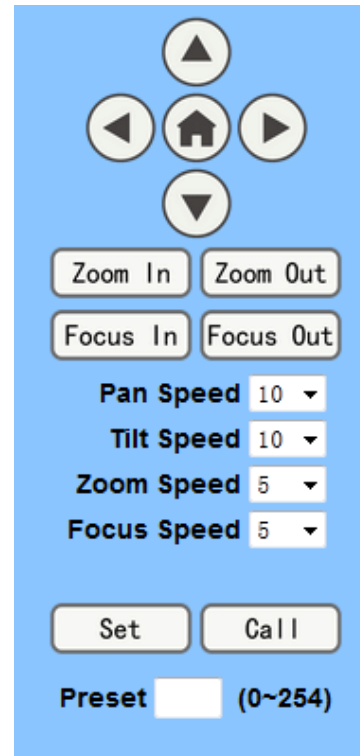 Zoom In Zoom Out
Focus In Focus Out
Pan Speed 10
Tilt Speed 10
Zoom Speed 5
Focus Speed 5
Set Call
Preset (0~254)